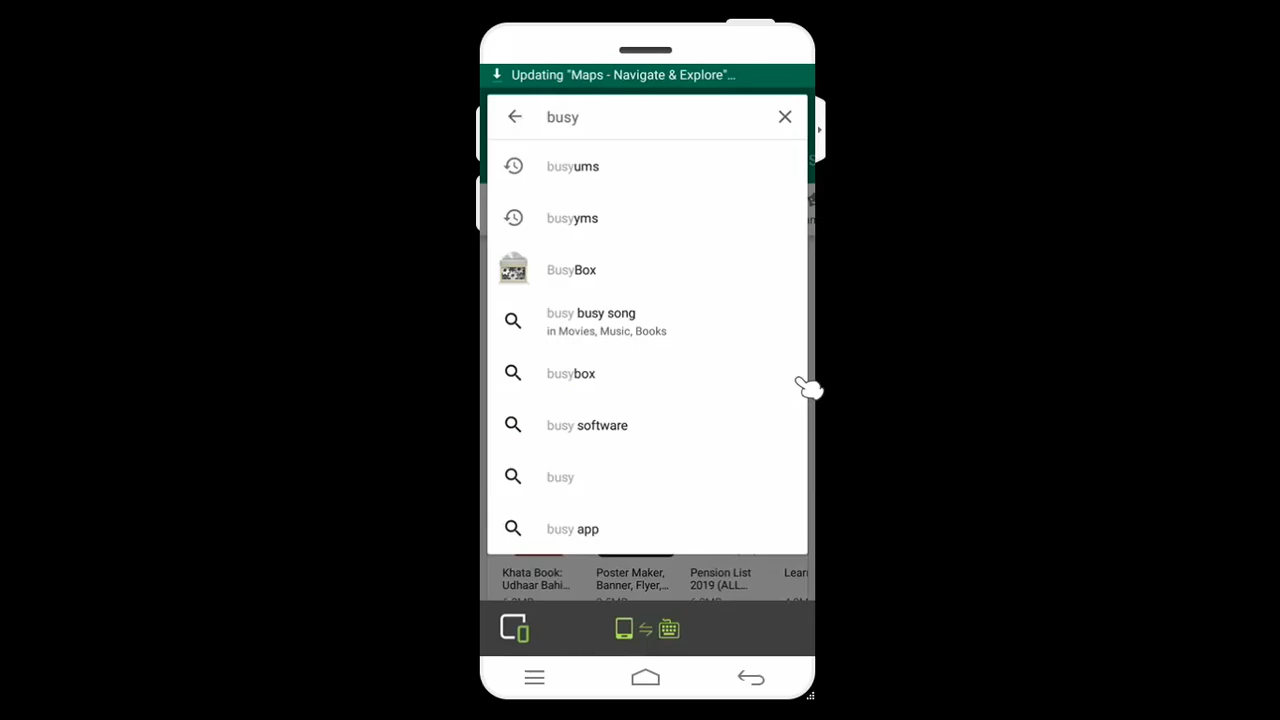 Updating "Maps - Navigate & Explore"...
busy
busyums
busyyms
BusyBox
busy busy song
in Movies, Music, Books
busybox
busy software
busy
busy app
Khata Book: Poster Maker, Pension List Lear
Udhaar Bahi... Banner, Flyer,... 2019 (ALL...